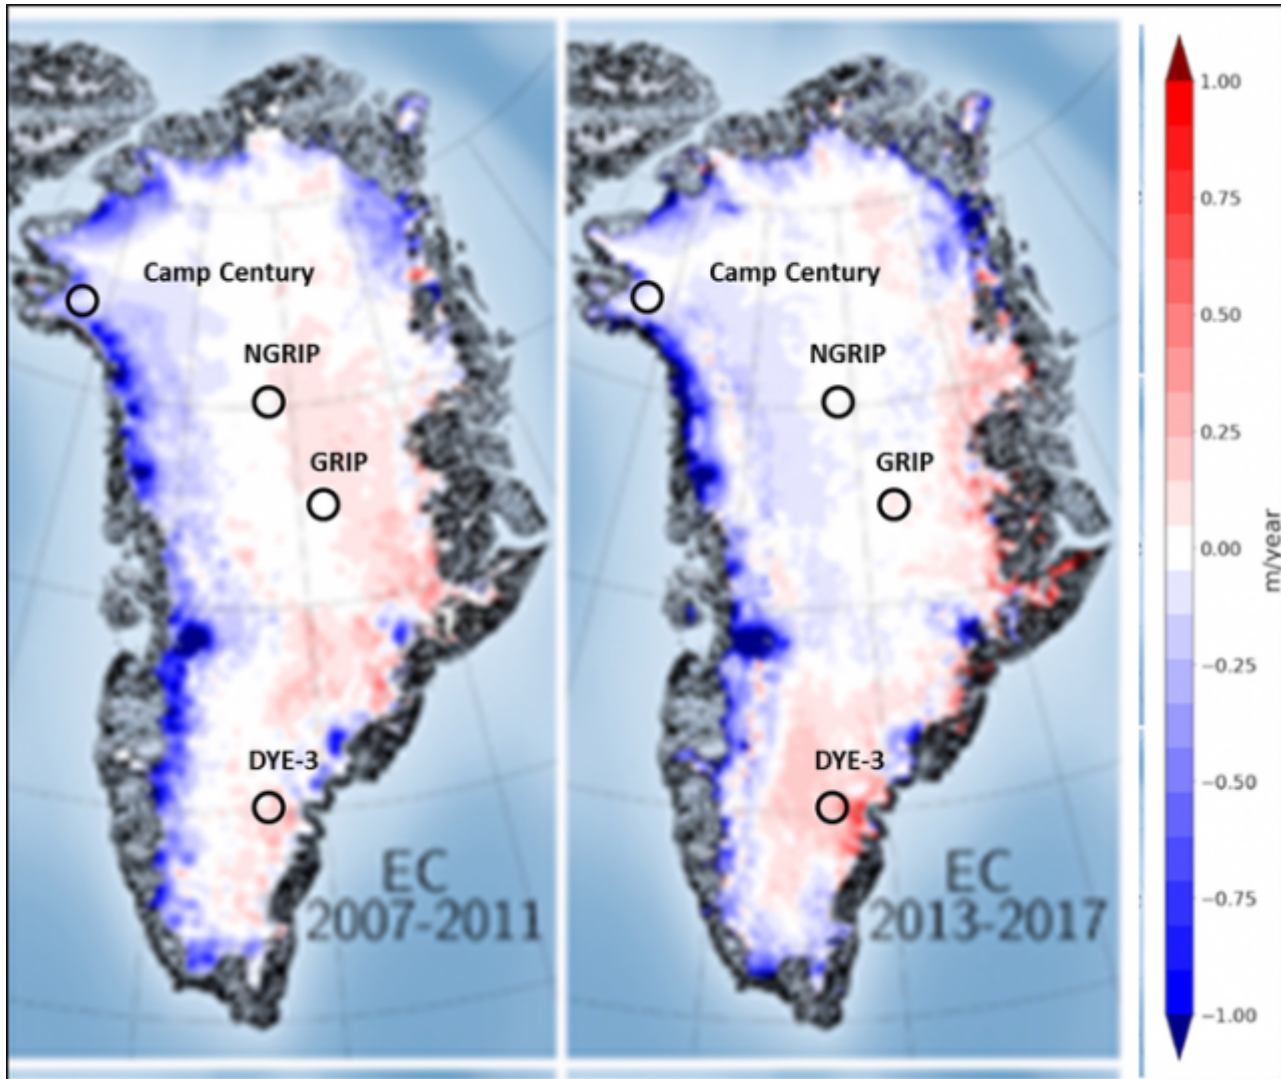 Camp Century
NGRIP
GRIP
DYE-3
EC
2007-2011
Camp Century
NGRIP
GRIP
DYE-3
EC
2013-2017
1.00
0.75
0.50
0.25
0.00
−0.25
−0.50
−0.75
−1.00
m/year